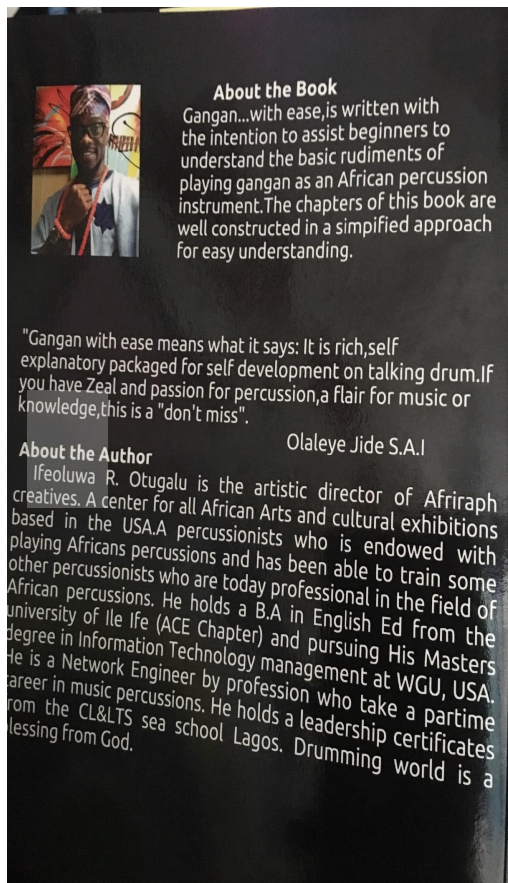 About the Book
Gangan...with ease,is written with
the intention to assist beginners to
understand the basic rudiments of
playing gangan as an African percussion
instrument.The chapters of this book are
well constructed in a simpified approach
for easy understanding.
"Gangan with ease means what it says: It is rich,self
explanatory packaged for self development on talking drum.If
you have Zeal and passion for percussion,a flair for music or
knowledge,this is a "don't miss".
Olaleye Jide S.A.I
About the Author
Ifeoluwa R. Otugalu is the artistic director of Afriraph
creatives. A center for all African Arts and cultural exhibitions
based in the USA.A percussionists who is endowed with
playing Africans percussions and has been able to train some
other percussionists who are today professional in the field of
African percussions. He holds a B.A in English Ed from the
university of Ile Ife (ACE Chapter) and pursuing His Masters
degree in Information Technology management at WGU, USA.
He is a Network Engineer by profession who take a partime
career in music percussions. He holds a leadership certificates
from the CL&LTS sea school Lagos. Drumming world is a
blessing from God.